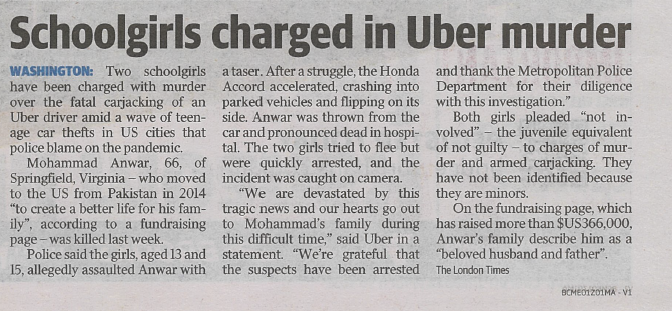 Schoolgirls charged in Uber murder
WASHINGTON: Two schoolgirls
have been charged with murder
over the fatal carjacking of an
Uber driver amid a wave of teen-
age car thefts in US cities that
police blame on the pandemic.
Mohammad Anwar, 66, of
Springfield, Virginia – who moved
to the US from Pakistan in 2014
“to create a better life for his fam-
ily”, according to a fundraising
page – was killed last week.
Police said the girls, aged 13 and
15, allegedly assaulted Anwar with
a taser. After a struggle, the Honda
Accord accelerated, crashing into
parked vehicles and flipping on its
side. Anwar was thrown from the
car and pronounced dead in hospi-
tal. The two girls tried to flee but
were quickly arrested, and the
incident was caught on camera.
“We are devastated by this
tragic news and our hearts go out
to Mohammad’s family during
this difficult time,” said Uber in a
statement. “We’re grateful that
the suspects have been arrested
and thank the Metropolitan Police
Department for their diligence
with this investigation.”
Both girls pleaded “not in-
volved” – the juvenile equivalent
of not guilty – to charges of mur-
der and armed carjacking. They
have not been identified because
they are minors.
On the fundraising page, which
has raised more than $US366,000,
Anwar’s family describe him as a
“beloved husband and father”.
The London Times
BCME01Z01MA - V1